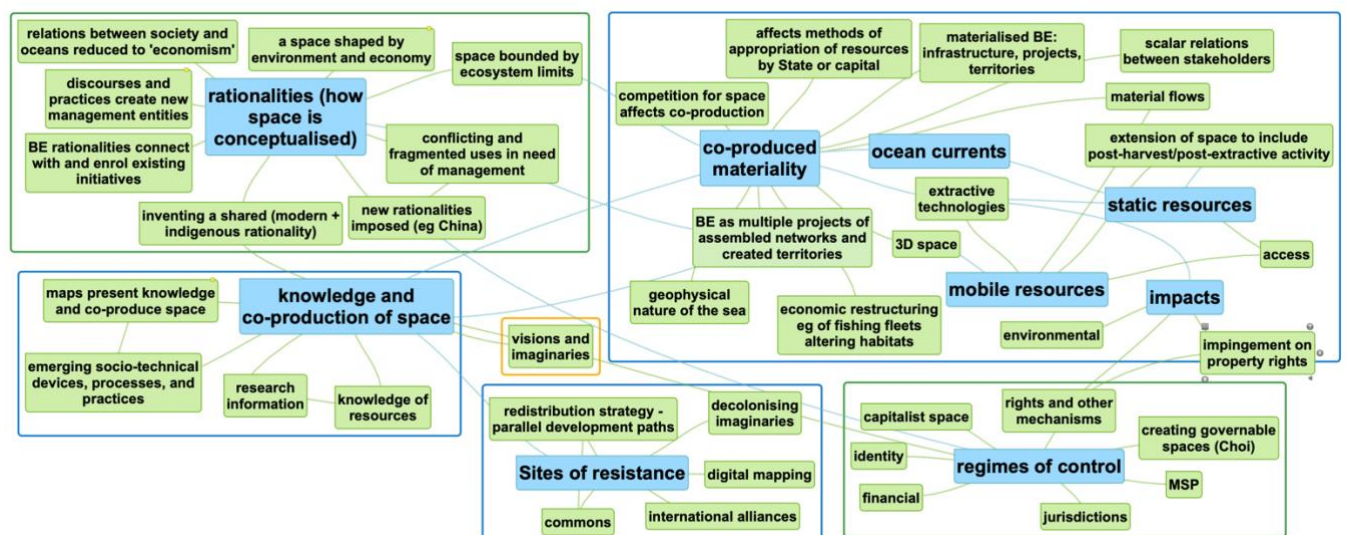 relations between society and
oceans reduced to 'economism'
a space shaped by
environment and economy
space bounded by
ecosystem limits
discourses and
practices create new
management entities
rationalities (how
space is
conceptualised)
BE rationalities connect
with and enrol existing
initiatives
conflicting and
fragmented uses in need
of management
inventing a shared (modern +
indigenous rationality)
new rationalities
imposed (eg China)
affects methods of
appropriation of resources
by State or capital
materialised BE:
infrastructure, projects,
territories
scalar relations
between stakeholders
competition for space
affects co-production
material flows
co-produced
materiality
ocean currents
extension of space to include
post-harvest/post-extractive activity
extractive
technologies
static resources
BE as multiple projects of
assembled networks and
created territories
3D space
access
geophysical
nature of the sea
economic restructuring
eg of fishing fleets
altering habitats
mobile resources
impacts
environmental
impingement on
property rights
maps present knowledge
and co-produce space
knowledge and
co-production of space
emerging socio-technical
devices, processes, and
practices
research
information
knowledge of
resources
visions and
imaginaries
redistribution strategy -
parallel development paths
decolonising
imaginaries
Sites of resistance
digital mapping
commons
international alliances
capitalist space
rights and other
mechanisms
creating governable
spaces (Choi)
identity
regimes of control
financial
MSP
jurisdictions